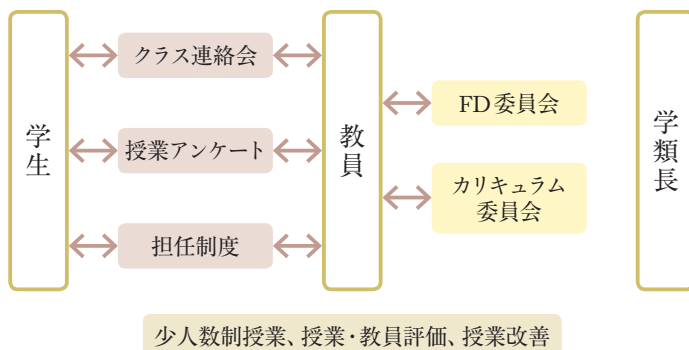 学生
クラス連絡会
授業アンケート
担任制度
教員
FD委員会
カリキュラム
委員会
学類長
少人数制授業、授業・教員評価、授業改善